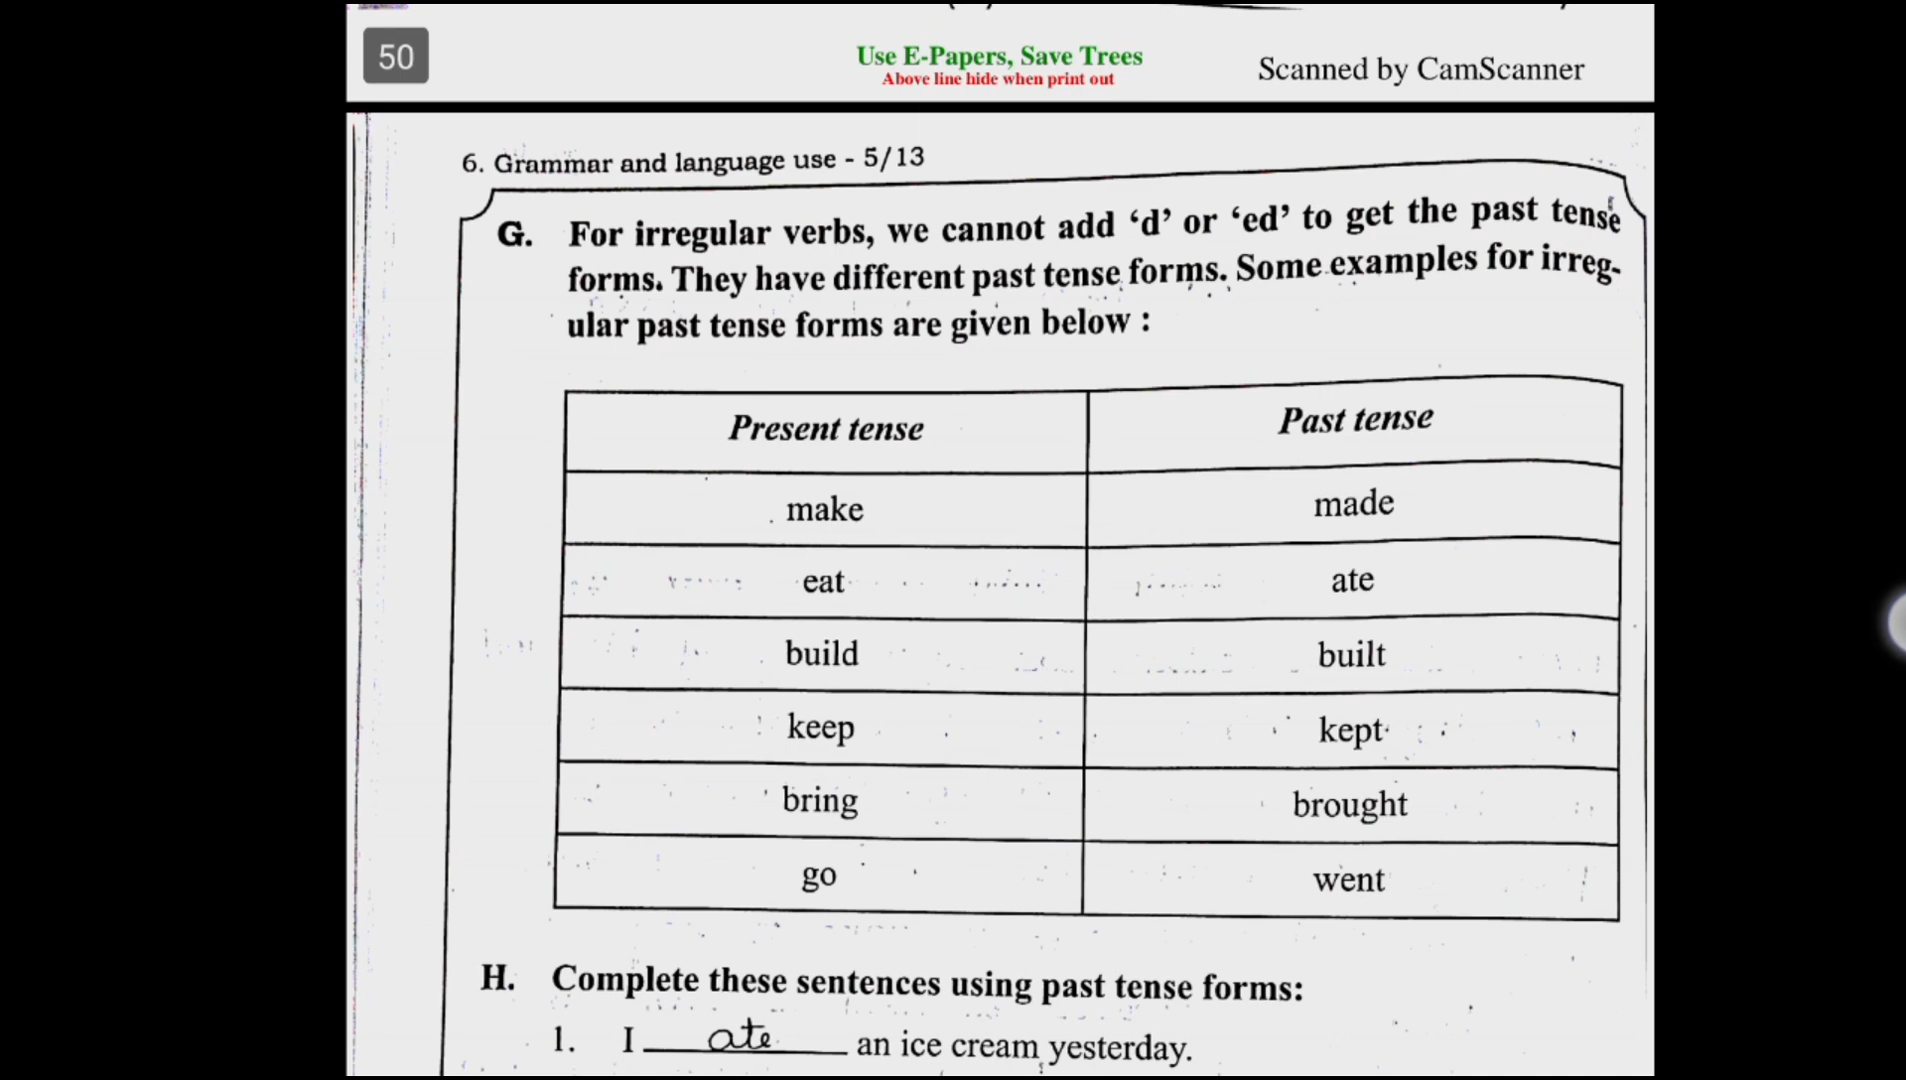 50
Use E-Papers, Save Trees
Above line hide when print out
Scanned by CamScanner
6. Grammar and language use - 5/13
G. For irregular verbs, we cannot add ‘d’ or ‘ed’ to get the past tense
forms. They have different past tense forms. Some examples for irreg-
ular past tense forms are given below :
Present tense Past tense
make made
eat ate
build built
keep kept
bring brought
go went
H. Complete these sentences using past tense forms:
1. I ate an ice cream yesterday.